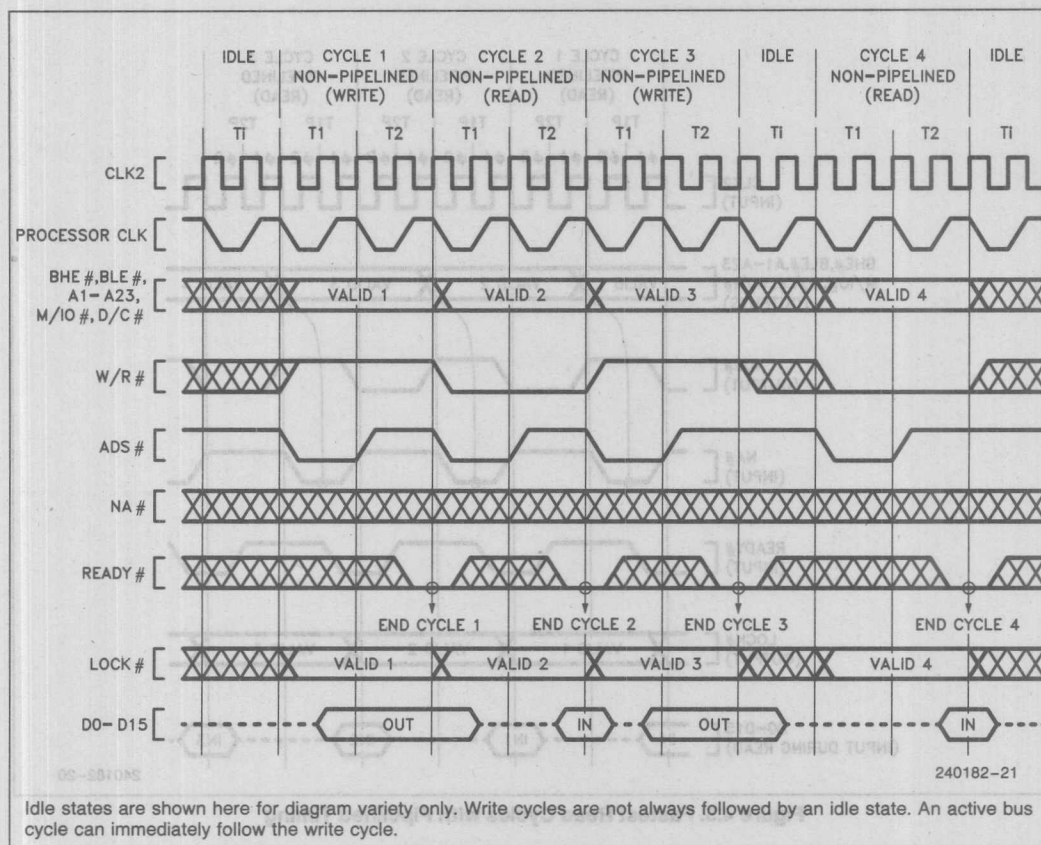 IDLE CYCLE 1 CYCLE 2 CYCLE 3 IDLE CYCLE 4 IDLE
NON-PIPELINED NON-PIPELINED NON-PIPELINED NON-PIPELINED
(WRITE) (READ) (WRITE) (READ)
Ti T1 T2 T1 T2 T1 T2 Ti T1 T2 Ti
CLK2
PROCESSOR CLK
BHE#,BLE#,
A1-A23,
M/IO#,D/C#
VALID 1 VALID 2 VALID 3 VALID 4
W/R#
ADS#
NA#
READY#
END CYCLE 1 END CYCLE 2 END CYCLE 3 END CYCLE 4
LOCK# VALID 1 VALID 2 VALID 3 VALID 4
D0-D15 OUT IN OUT IN
240182-21
Idle states are shown here for diagram variety only. Write cycles are not always followed by an idle state. An active bus
cycle can immediately follow the write cycle.